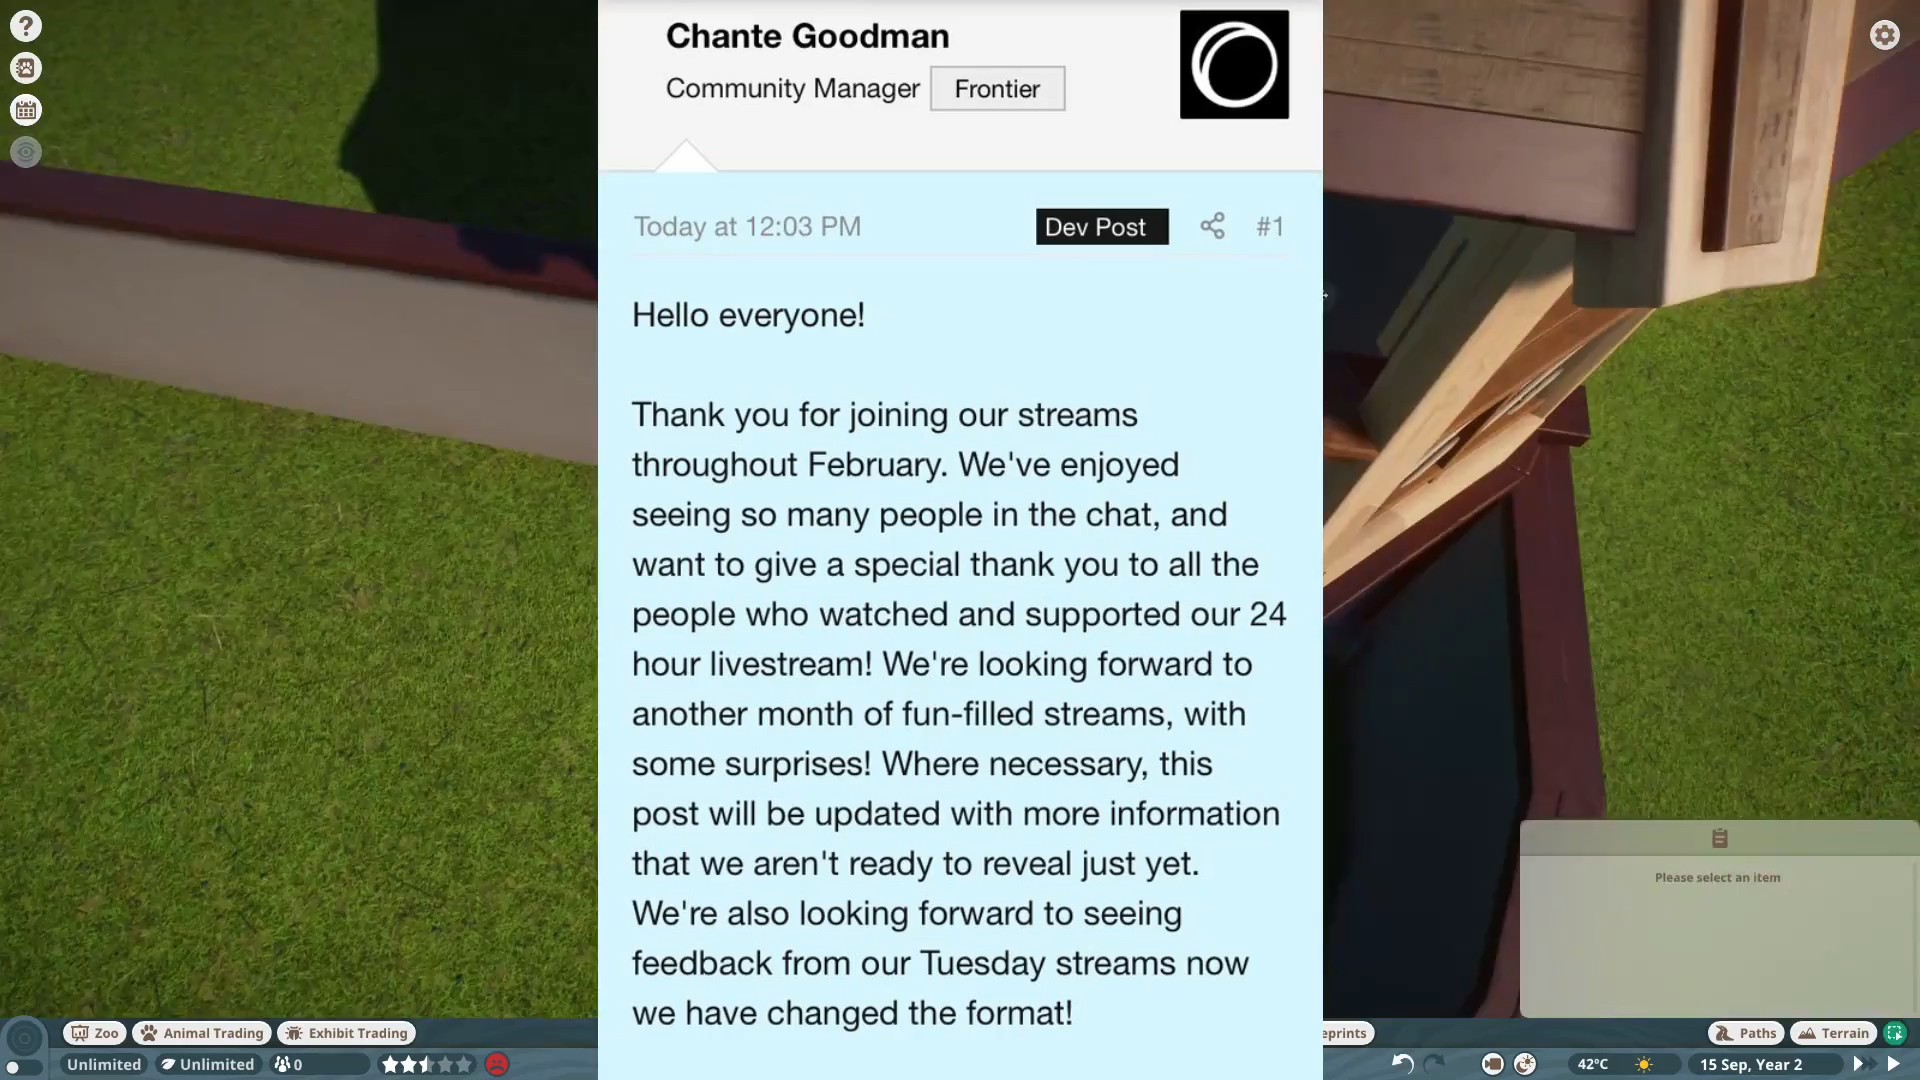 Chante Goodman
Community Manager Frontier
Today at 12:03 PM Dev Post #1
Hello everyone!
Thank you for joining our streams
throughout February. We've enjoyed
seeing so many people in the chat, and
want to give a special thank you to all the
people who watched and supported our 24
hour livestream! We're looking forward to
another month of fun-filled streams, with
some surprises! Where necessary, this
post will be updated with more information
that we aren't ready to reveal just yet.
We're also looking forward to seeing
feedback from our Tuesday streams now
we have changed the format!
Please select an item
Zoo Animal Trading Exhibit Trading eprints Paths Terrain
Unlimited Unlimited 0 42°C 15 Sep, Year 2